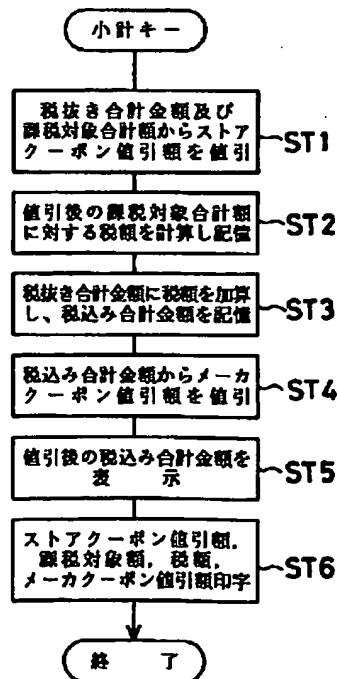 小計キー
税抜き合計金額及び
課税対象合計額からストア
クーポン値引額を値引
ST1
値引後の課税対象合計額
に対する税額を計算し記憶
ST2
税抜き合計金額に税額を加算
し、税込み合計金額を記憶
ST3
税込み合計金額からメーカ
クーポン値引額を値引
ST4
値引後の税込み合計金額を
表示
ST5
ストアクーポン値引額,
課税対象額, 税額,
メーカクーポン値引額印字
ST6
終了